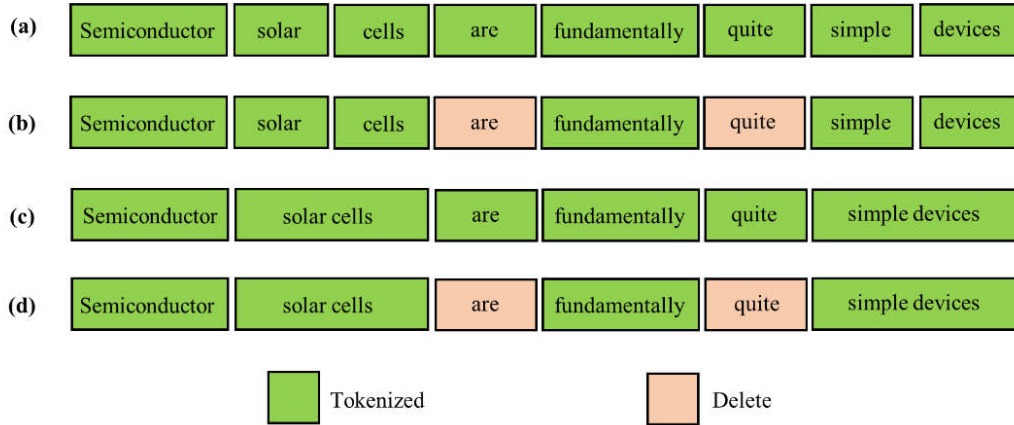 (a) Semiconductor solar cells are fundamentally quite simple devices
(b) Semiconductor solar cells are fundamentally quite simple devices
(c) Semiconductor solar cells are fundamentally quite simple devices
(d) Semiconductor solar cells are fundamentally quite simple devices
Tokenized Delete